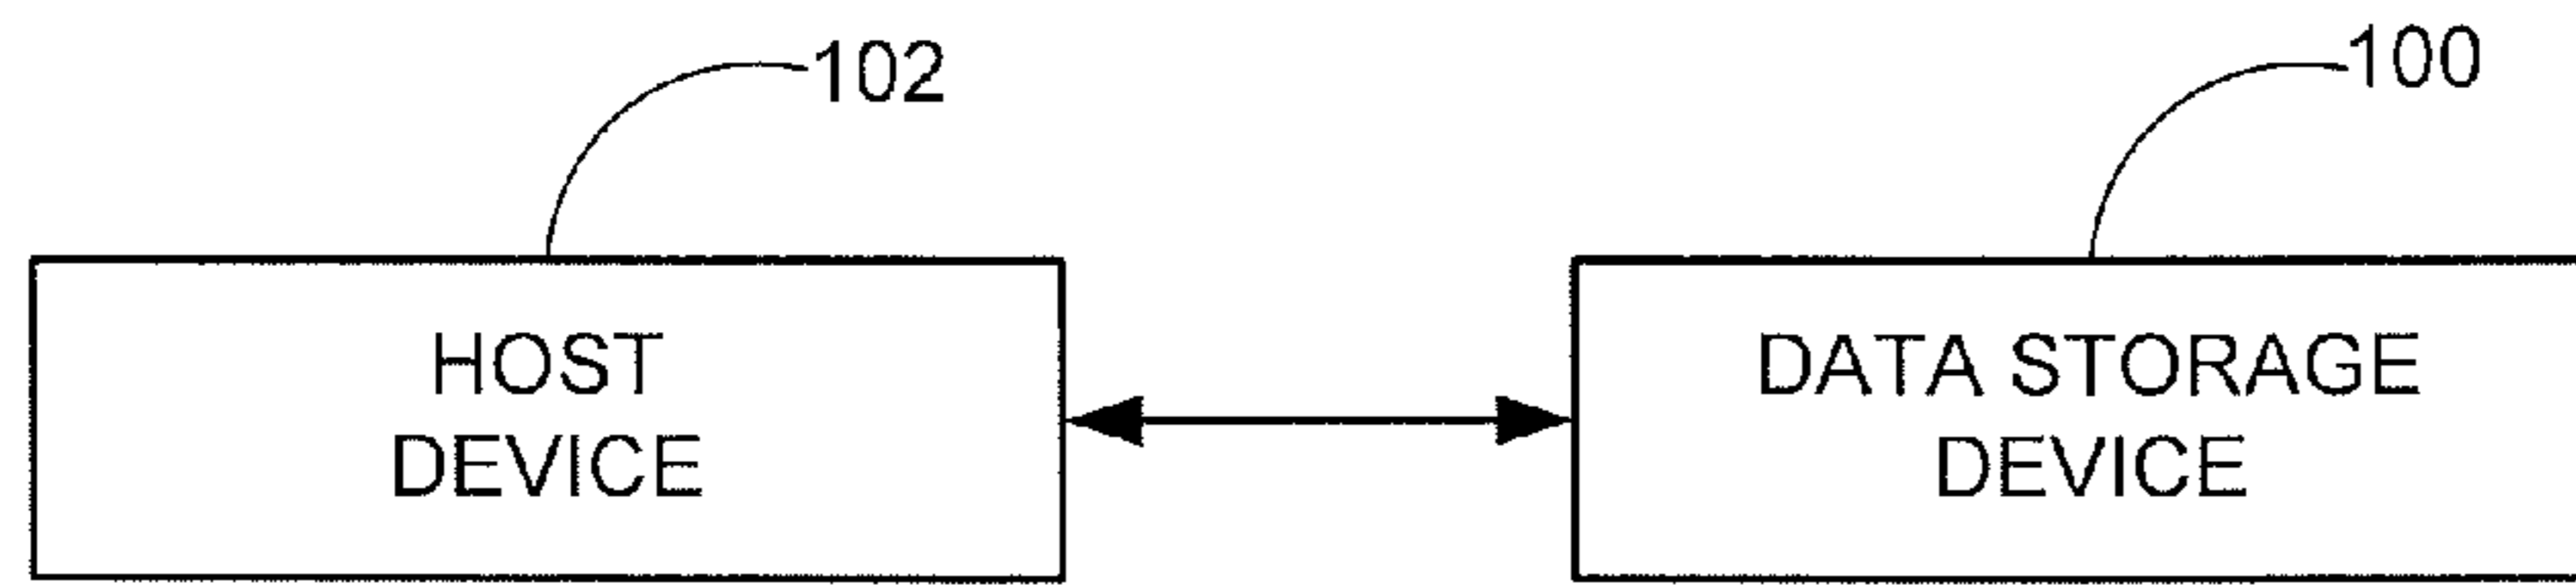 102
100
HOST
DEVICE
DATA STORAGE
DEVICE